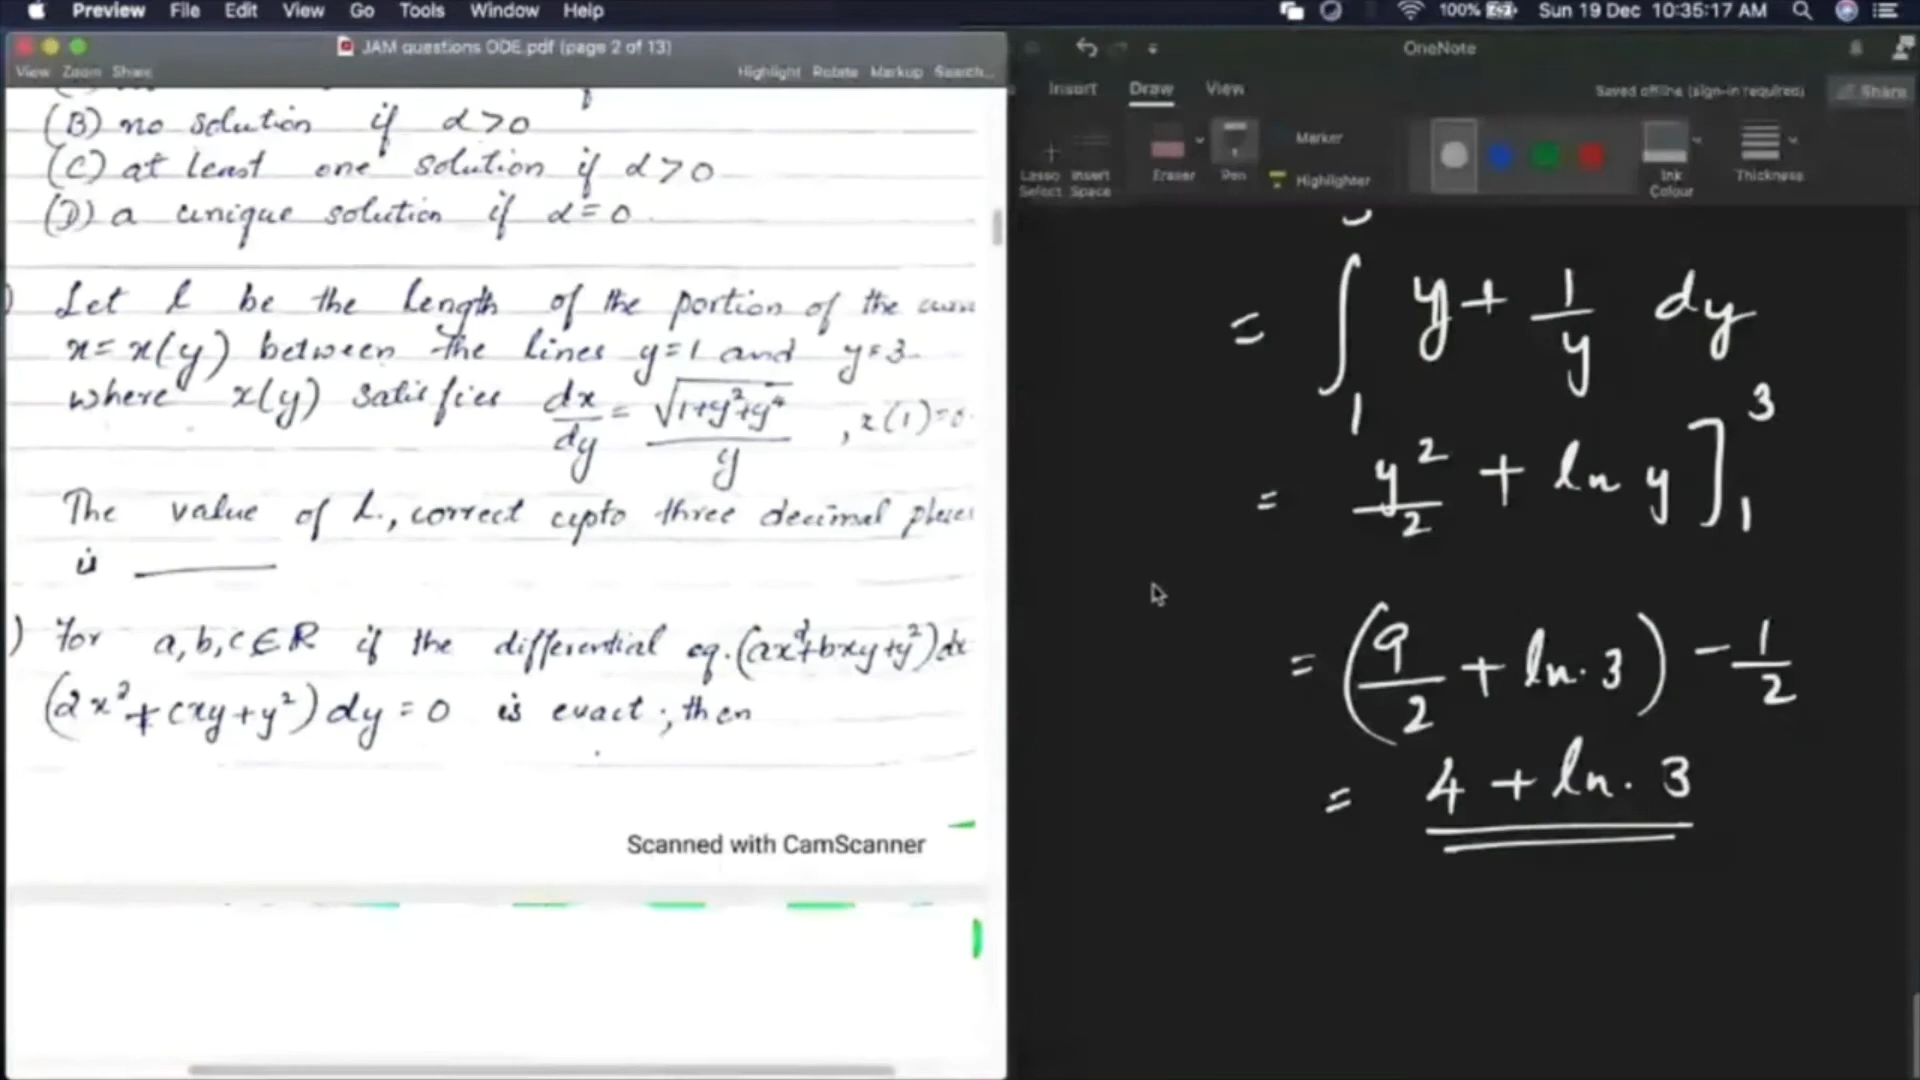 Preview File Edit View Go Tools Window Help
100% Sun 19 Dec 10:35:17 AM
JAM questions ODE.pdf (page 2 of 13)
View Zoom Share
Highlight Rotate Markup Search...
(B) no solution if α>0
(C) at least one solution if α>0
(D) a unique solution if α=0.
) Let l be the length of the portion of the curve
x=x(y) between the lines y=1 and y=3
where x(y) satisfies dx/dy = √(1+y²+y⁴)/y , x(1)=0.
The value of L, correct upto three decimal places
is ____
) For a,b,c∈R if the differential eq. (ax²+bxy+y²)dx
(2x²+cxy+y²)dy=0 is exact; then
Scanned with CamScanner
OneNote
Insert Draw View
Saved offline (sign-in required) Share
Lasso Select
Insert Space
Eraser
Pen
Marker
Highlighter
Ink Colour
Thickness
= ∫₁ y + 1/y dy
= y²/2 + ln y ]₁³
= (9/2 + ln. 3) - 1/2
= 4 + ln. 3